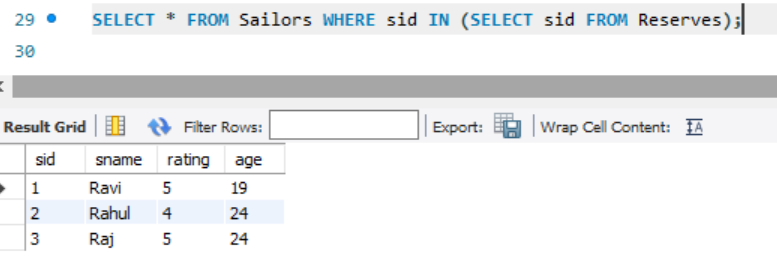 29 SELECT * FROM Sailors WHERE sid IN (SELECT sid FROM Reserves);
30
Result Grid Filter Rows: Export: Wrap Cell Content: IA
sid sname rating age
1 Ravi 5 19
2 Rahul 4 24
3 Raj 5 24